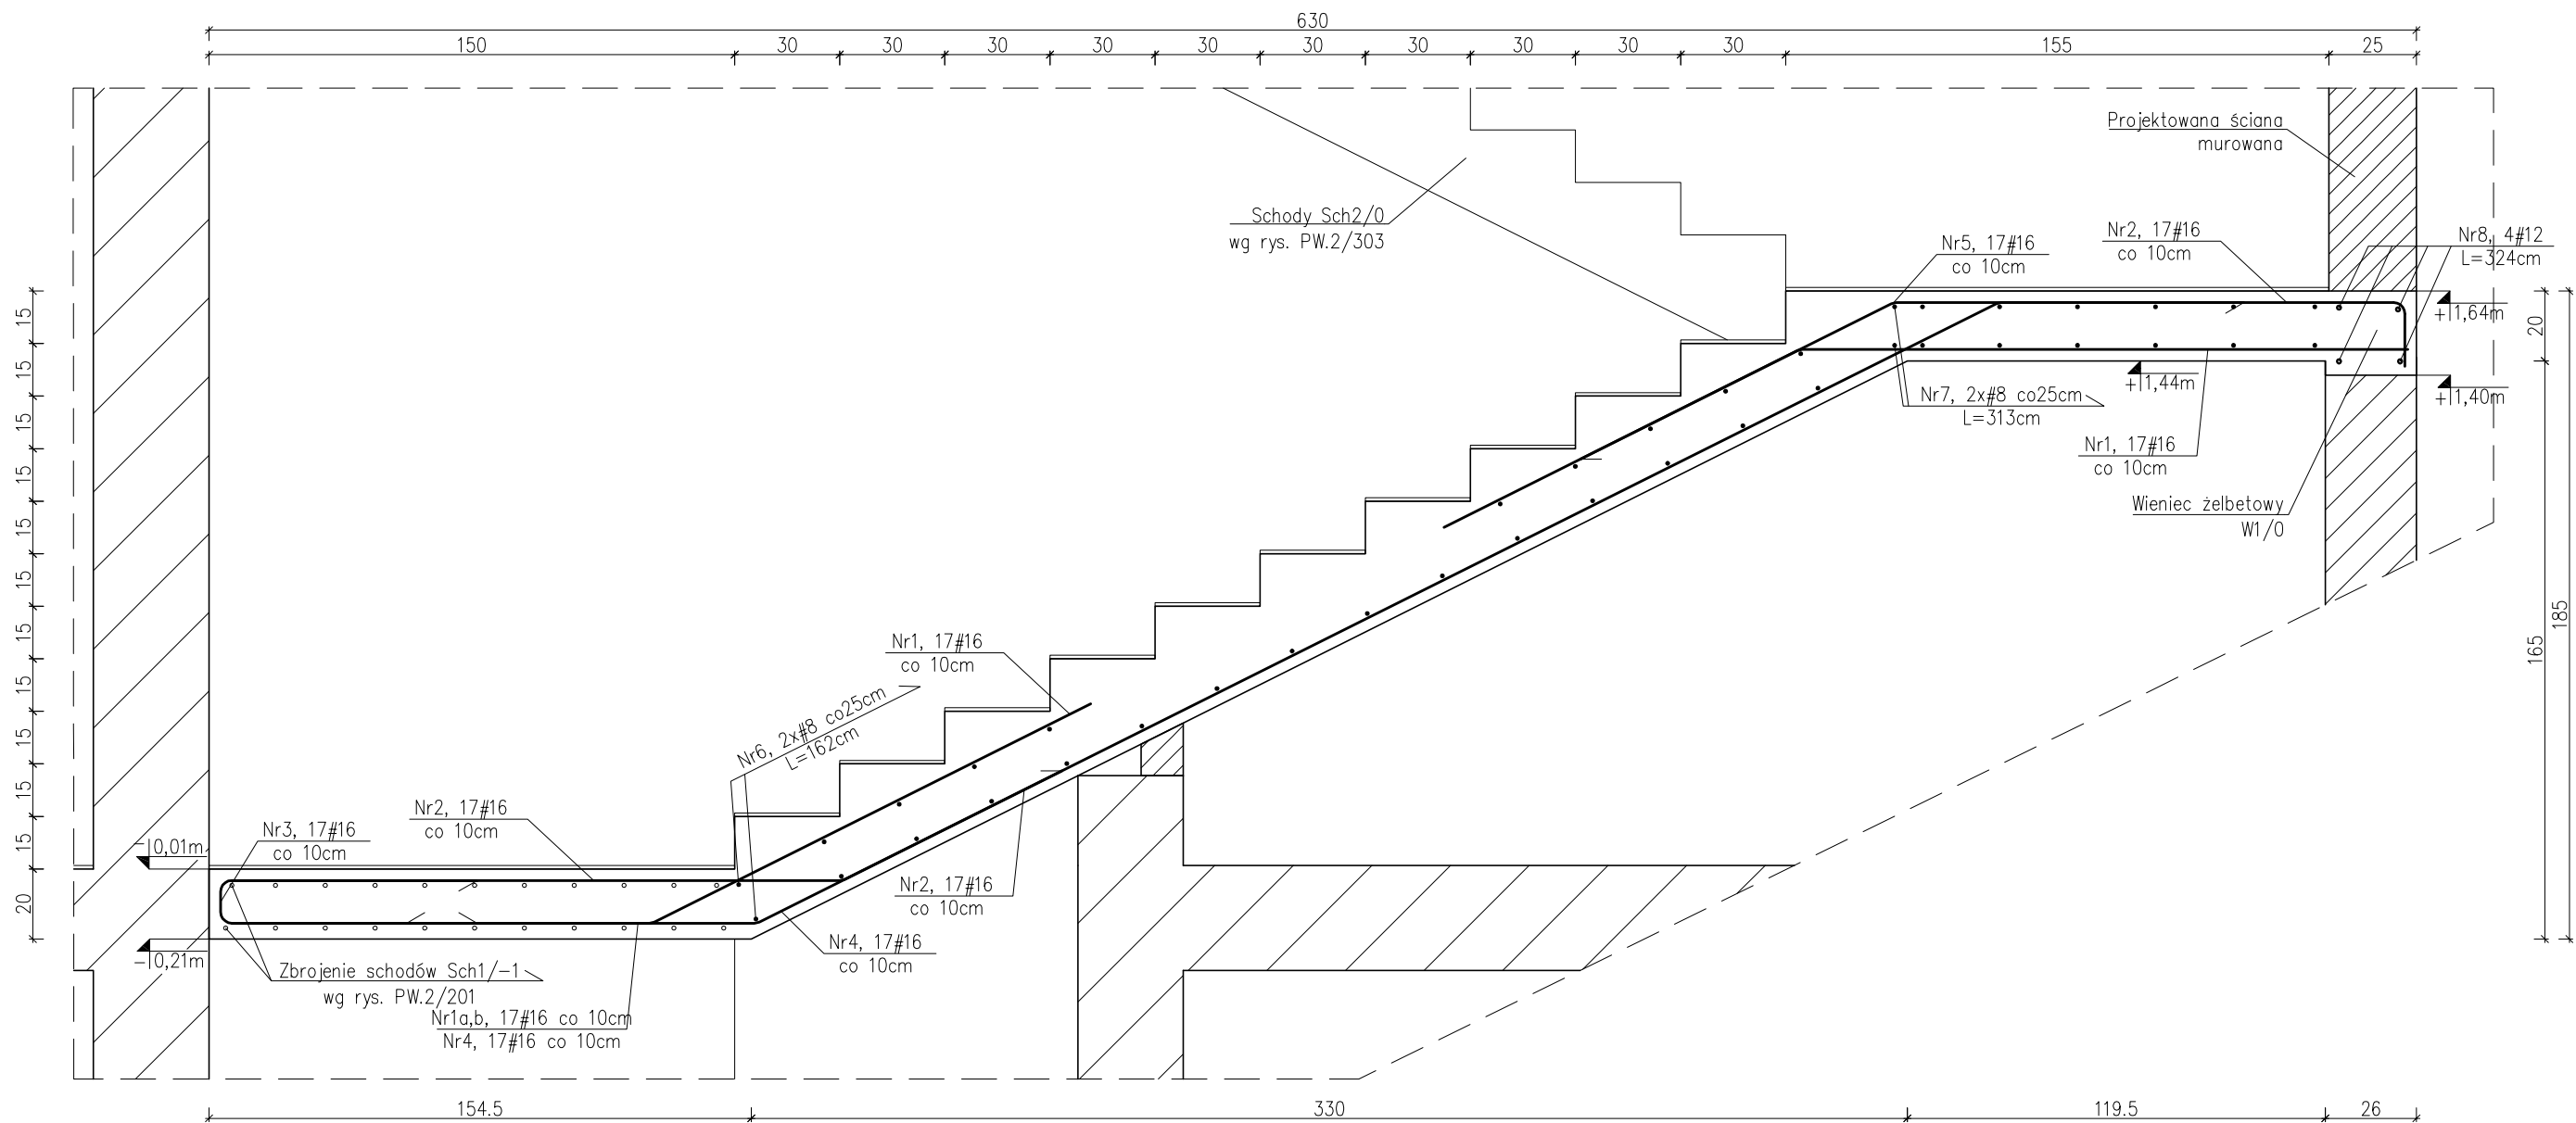 630
150
30
30
30
30
30
30
30
30
30
30
155
25
Projektowana ściana
murowana
Schody Sch2/0
wg rys. PW.2/303
Nr5, 17#16
co 10cm
Nr2, 17#16
co 10cm
Nr8, 4#12
L=324cm
+1,64m
+1,44m
+1,40m
Nr7, 2x#8 co25cm
L=313cm
Nr1, 17#16
co 10cm
Wieniec żelbetowy
W1/0
20
165
185
15
15
15
15
15
15
15
15
15
15
15
20
Nr1, 17#16
co 10cm
Nr6, 2x#8 co25cm
L=162cm
Nr2, 17#16
co 10cm
Nr3, 17#16
co 10cm
-0,01m
-0,21m
Nr2, 17#16
co 10cm
Nr4, 17#16
co 10cm
Zbrojenie schodów Sch1/-1
wg rys. PW.2/201
Nr1a,b, 17#16 co 10cm
Nr4, 17#16 co 10cm
154.5
330
119.5
26